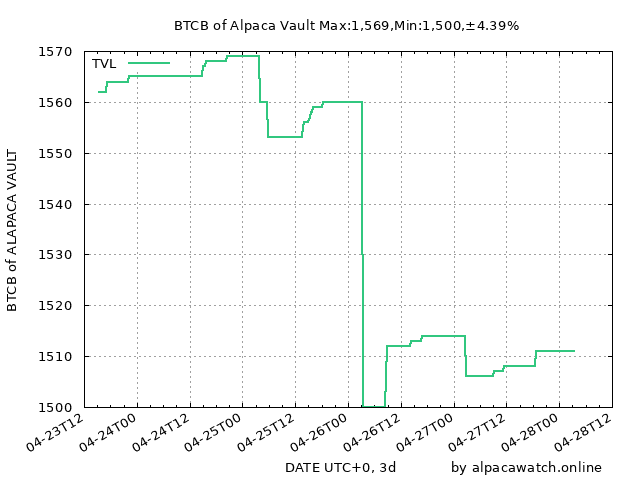 BTCB of Alpaca Vault Max:1,569,Min:1,500,±4.39%
TVL
1570
1560
1550
1540
1530
1520
1510
1500
BTCB of ALAPACA VAULT
04-23T12
04-24T00
04-24T12
04-25T00
04-25T12
04-26T00
04-26T12
04-27T00
04-27T12
04-28T00
04-28T12
DATE UTC+0, 3d
by alpacawatch.online